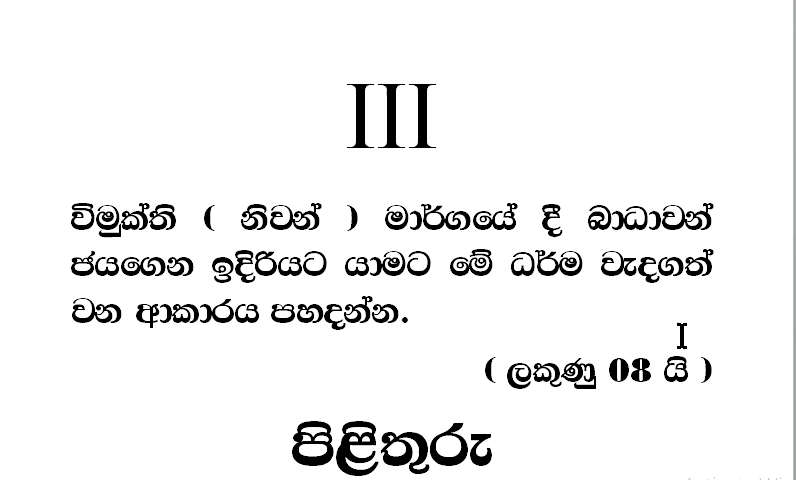 III
විමුක්ති ( නිවන් ) මාර්ගයේ දී බාධාවන්
ජයගෙන ඉදිරියට යාමට මේ ධර්ම වැදගත්
වන ආකාරය පහදන්න.
( ලකුණු 08 යි )
පිළිතුරු